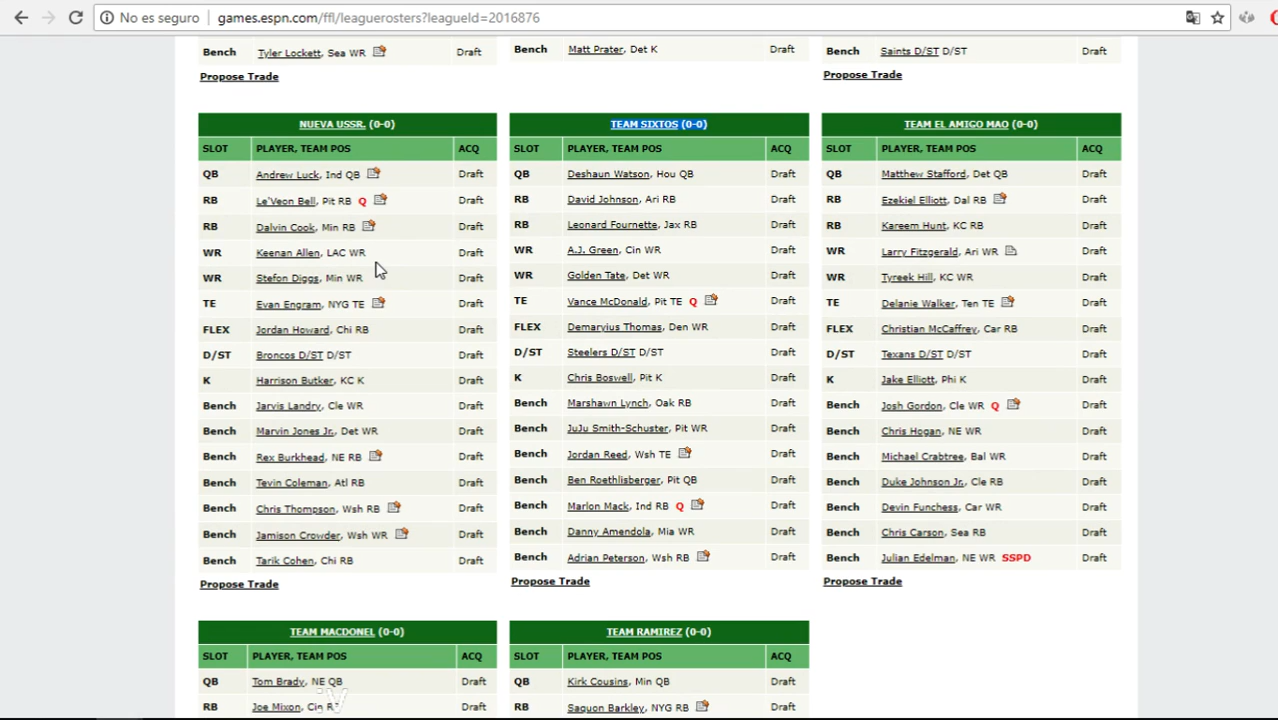 No es seguro games.espn.com/ffl/leaguerosters?leagueId=2016876
Bench Tyler Lockett, Sea WR Draft
Propose Trade
Bench Matt Prater, Det K Draft
Bench Saints D/ST D/ST Draft
Propose Trade
NUEVA USSR. (0-0)
SLOT PLAYER, TEAM POS ACQ
QB Andrew Luck, Ind QB Draft
RB Le'Veon Bell, Pit RB Q Draft
RB Dalvin Cook, Min RB Draft
WR Keenan Allen, LAC WR Draft
WR Stefon Diggs, Min WR Draft
TE Evan Engram, NYG TE Draft
FLEX Jordan Howard, Chi RB Draft
D/ST Broncos D/ST D/ST Draft
K Harrison Butker, KC K Draft
Bench Jarvis Landry, Cle WR Draft
Bench Marvin Jones Jr., Det WR Draft
Bench Rex Burkhead, NE RB Draft
Bench Tevin Coleman, Atl RB Draft
Bench Chris Thompson, Wsh RB Draft
Bench Jamison Crowder, Wsh WR Draft
Bench Tarik Cohen, Chi RB Draft
Propose Trade
TEAM SIXTOS (0-0)
SLOT PLAYER, TEAM POS ACQ
QB Deshaun Watson, Hou QB Draft
RB David Johnson, Ari RB Draft
RB Leonard Fournette, Jax RB Draft
WR A.J. Green, Cin WR Draft
WR Golden Tate, Det WR Draft
TE Vance McDonald, Pit TE Q Draft
FLEX Demaryius Thomas, Den WR Draft
D/ST Steelers D/ST D/ST Draft
K Chris Boswell, Pit K Draft
Bench Marshawn Lynch, Oak RB Draft
Bench JuJu Smith-Schuster, Pit WR Draft
Bench Jordan Reed, Wsh TE Draft
Bench Ben Roethlisberger, Pit QB Draft
Bench Marlon Mack, Ind RB Q Draft
Bench Danny Amendola, Mia WR Draft
Bench Adrian Peterson, Wsh RB Draft
Propose Trade
TEAM EL AMIGO MAO (0-0)
SLOT PLAYER, TEAM POS ACQ
QB Matthew Stafford, Det QB Draft
RB Ezekiel Elliott, Dal RB Draft
RB Kareem Hunt, KC RB Draft
WR Larry Fitzgerald, Ari WR Draft
WR Tyreek Hill, KC WR Draft
TE Delanie Walker, Ten TE Draft
FLEX Christian McCaffrey, Car RB Draft
D/ST Texans D/ST D/ST Draft
K Jake Elliott, Phi K Draft
Bench Josh Gordon, Cle WR Q Draft
Bench Chris Hogan, NE WR Draft
Bench Michael Crabtree, Bal WR Draft
Bench Duke Johnson Jr., Cle RB Draft
Bench Devin Funchess, Car WR Draft
Bench Chris Carson, Sea RB Draft
Bench Julian Edelman, NE WR SSPD Draft
Propose Trade
TEAM MACDONEL (0-0)
SLOT PLAYER, TEAM POS ACQ
QB Tom Brady, NE QB Draft
RB Joe Mixon, Cin RB Draft
TEAM RAMIREZ (0-0)
SLOT PLAYER, TEAM POS ACQ
QB Kirk Cousins, Min QB Draft
RB Saquon Barkley, NYG RB Draft